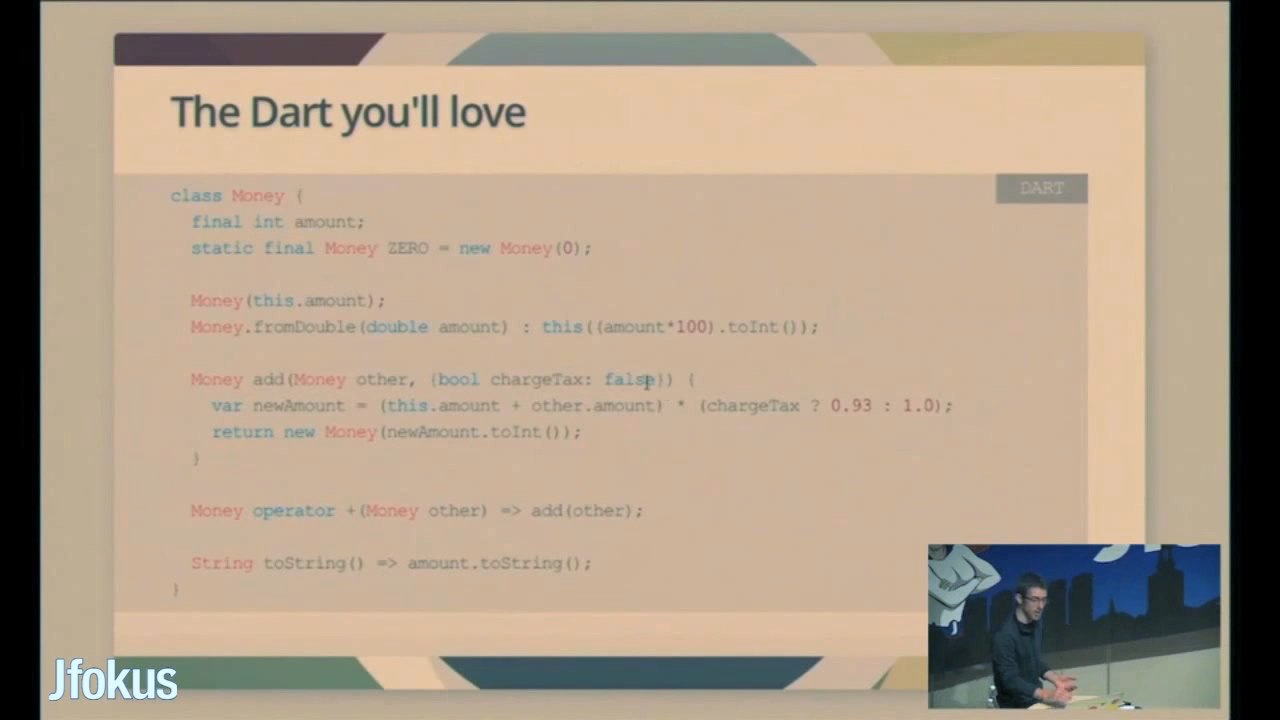 The Dart you'll love
DART
class Money {
final int amount;
static final Money ZERO = new Money(0);
Money(this.amount);
Money.fromDouble(double amount) : this((amount*100).toInt());
Money add(Money other, {bool chargeTax: false}) {
var newAmount = (this.amount + other.amount) * (chargeTax ? 0.93 : 1.0);
return new Money(newAmount.toInt());
}
Money operator +(Money other) => add(other);
String toString() => amount.toString();
}
Jfokus